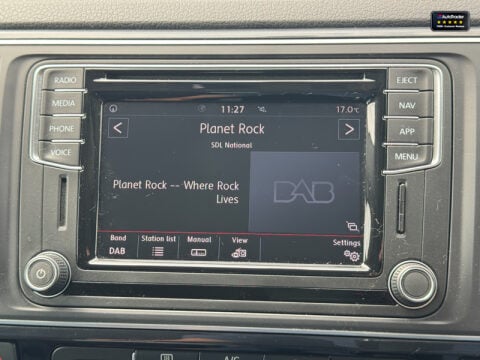 AutoTrader
RADIO
MEDIA
PHONE
VOICE
EJECT
NAV
APP
MENU
11:27
17.0°C
Planet Rock
SDL National
Planet Rock -- Where Rock
Lives
DAB
Band
Station list
Manual
View
Settings
DAB
A/C